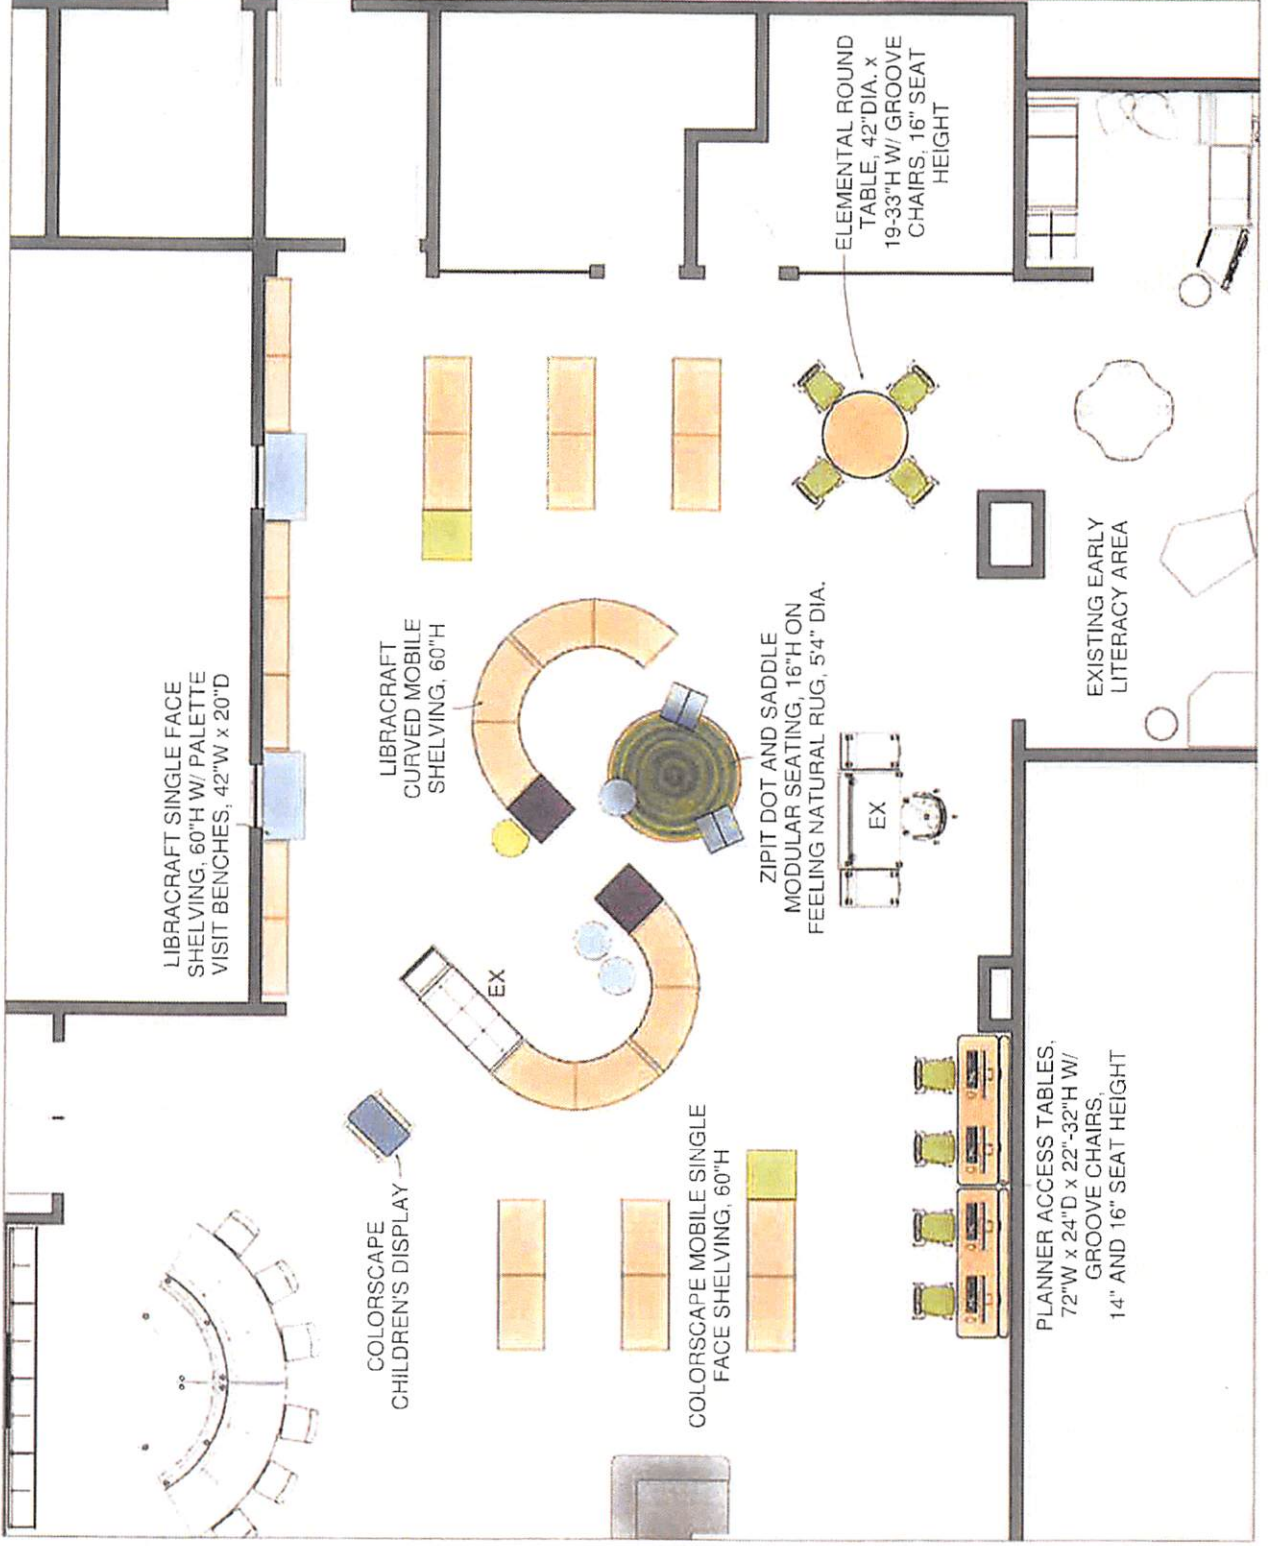 LIBRACRAFT SINGLE FACE
SHELVING, 60"H W/ PALETTE
VISIT BENCHES, 42"W x 20"D
COLORSCAPE
CHILDREN'S DISPLAY
LIBRACRAFT
CURVED MOBILE
SHELVING, 60"H
EX
COLORSCAPE MOBILE SINGLE
FACE SHELVING, 60"H
ZIPIT DOT AND SADDLE
MODULAR SEATING, 16"H ON
FEELING NATURAL RUG, 5'4" DIA.
ELEMENTAL ROUND
TABLE, 42"DIA. x
19-33"H W/ GROOVE
CHAIRS, 16" SEAT
HEIGHT
EX
PLANNER ACCESS TABLES,
72"W x 24"D x 22"-32"H W/
GROOVE CHAIRS,
14" AND 16" SEAT HEIGHT
EXISTING EARLY
LITERACY AREA